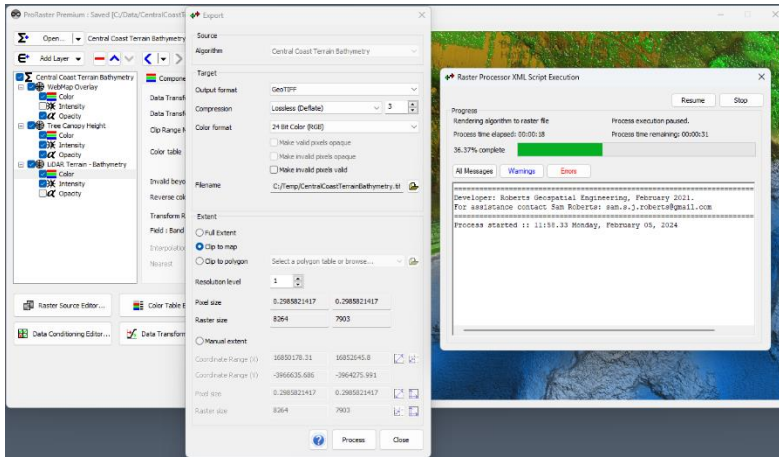 ProRaster Premium : Saved [C:/Data/CentralCoastT
Open...
Central Coast Terrain Bathymetry
Add Layer
Central Coast Terrain Bathymetry
WebMap Overlay
Color
Intensity
Opacity
Tree Canopy Height
Color
Intensity
Opacity
LiDAR Terrain - Bathymetry
Color
Intensity
Opacity
Compone
Data Transf
Data Transf
Clip Range M
Color table
Invalid beyo
Reverse col
Transform R
Field : Band
Interpolation
Nearest
Raster Source Editor...
Color Table E
Data Conditioning Editor...
Data Transform
Export
Source
Algorithm
Central Coast Terrain Bathymetry
Target
Output format
GeoTIFF
Compression
Lossless (Deflate)
3
Color format
24 Bit Color (RGB)
Make valid pixels opaque
Make invalid pixels opaque
Make invalid pixels valid
Filename
C:/Temp/CentralCoastTerrainBathymetry.tif
Extent
Full Extent
Clip to map
Clip to polygon
Select a polygon table or browse...
Resolution level
1
Pixel size
0.2985821417
0.2985821417
Raster size
8264
7903
Manual extent
Coordinate Range (X)
16850178.31
16852645.8
Coordinate Range (Y)
-3966635.686
-3964275.991
Pixel size
0.2985821417
0.2985821417
Raster size
8264
7903
Process
Close
Raster Processor XML Script Execution
Resume
Stop
Progress
Rendering algorithm to raster file
Process execution paused.
Process time elapsed: 00:00:18
Process time remaining: 00:00:31
36.37% complete
All Messages
Warnings
Errors
Developer: Roberts Geospatial Engineering, February 2021.
For assistance contact Sam Roberts: sam.s.j.roberts@gmail.com
Process started :: 11:58.33 Monday, February 05, 2024